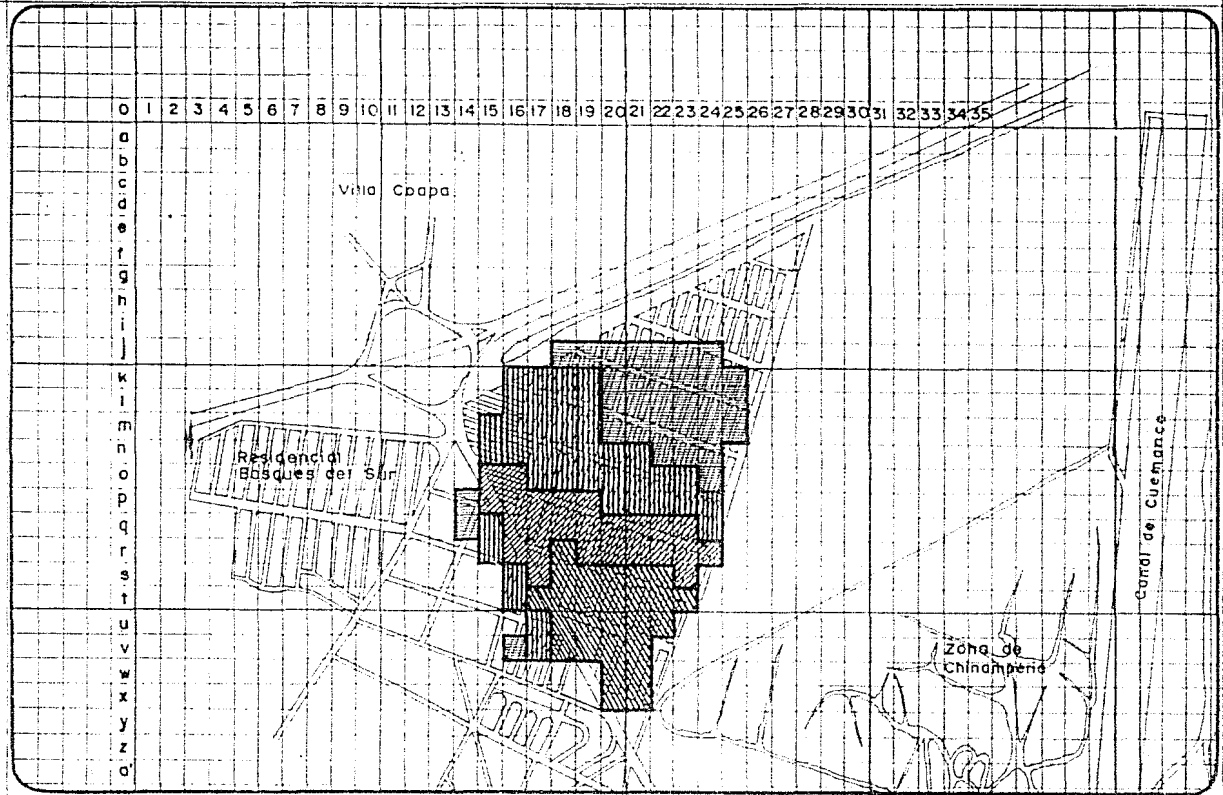 0 1 2 3 4 5 6 7 8 9 10 11 12 13 14 15 16 17 18 19 20 21 22 23 24 25 26 27 28 29 30 31 32 33 34 35
a
b
c
d
e
f
g
h
i
j
k
l
m
n
o
p
q
r
s
t
u
v
w
x
y
z
a'
Villa Coapa
Residencial
Bosques del Sur
Canal de Cuemanco
Zona de
Chinamperia